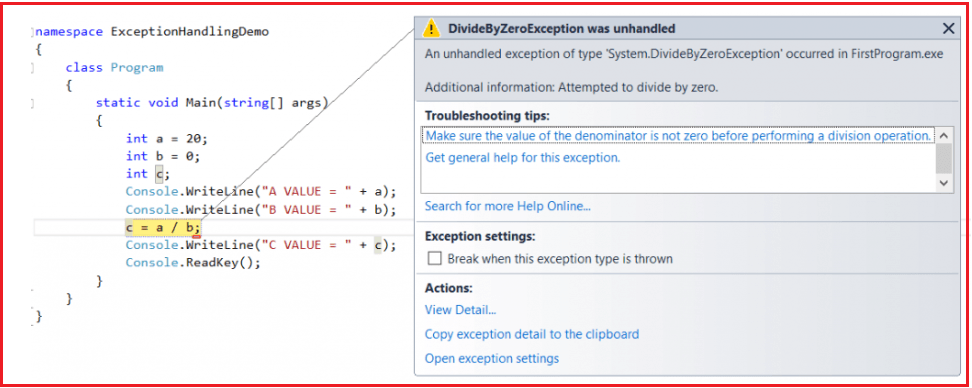 namespace ExceptionHandlingDemo
{
class Program
{
static void Main(string[] args)
{
int a = 20;
int b = 0;
int c;
Console.WriteLine("A VALUE = " + a);
Console.WriteLine("B VALUE = " + b);
c = a / b;
Console.WriteLine("C VALUE = " + c);
Console.ReadKey();
}
}
}
DivideByZeroException was unhandled
An unhandled exception of type 'System.DivideByZeroException' occurred in FirstProgram.exe
Additional information: Attempted to divide by zero.
Troubleshooting tips:
Make sure the value of the denominator is not zero before performing a division operation.
Get general help for this exception.
Search for more Help Online...
Exception settings:
Break when this exception type is thrown
Actions:
View Detail...
Copy exception detail to the clipboard
Open exception settings